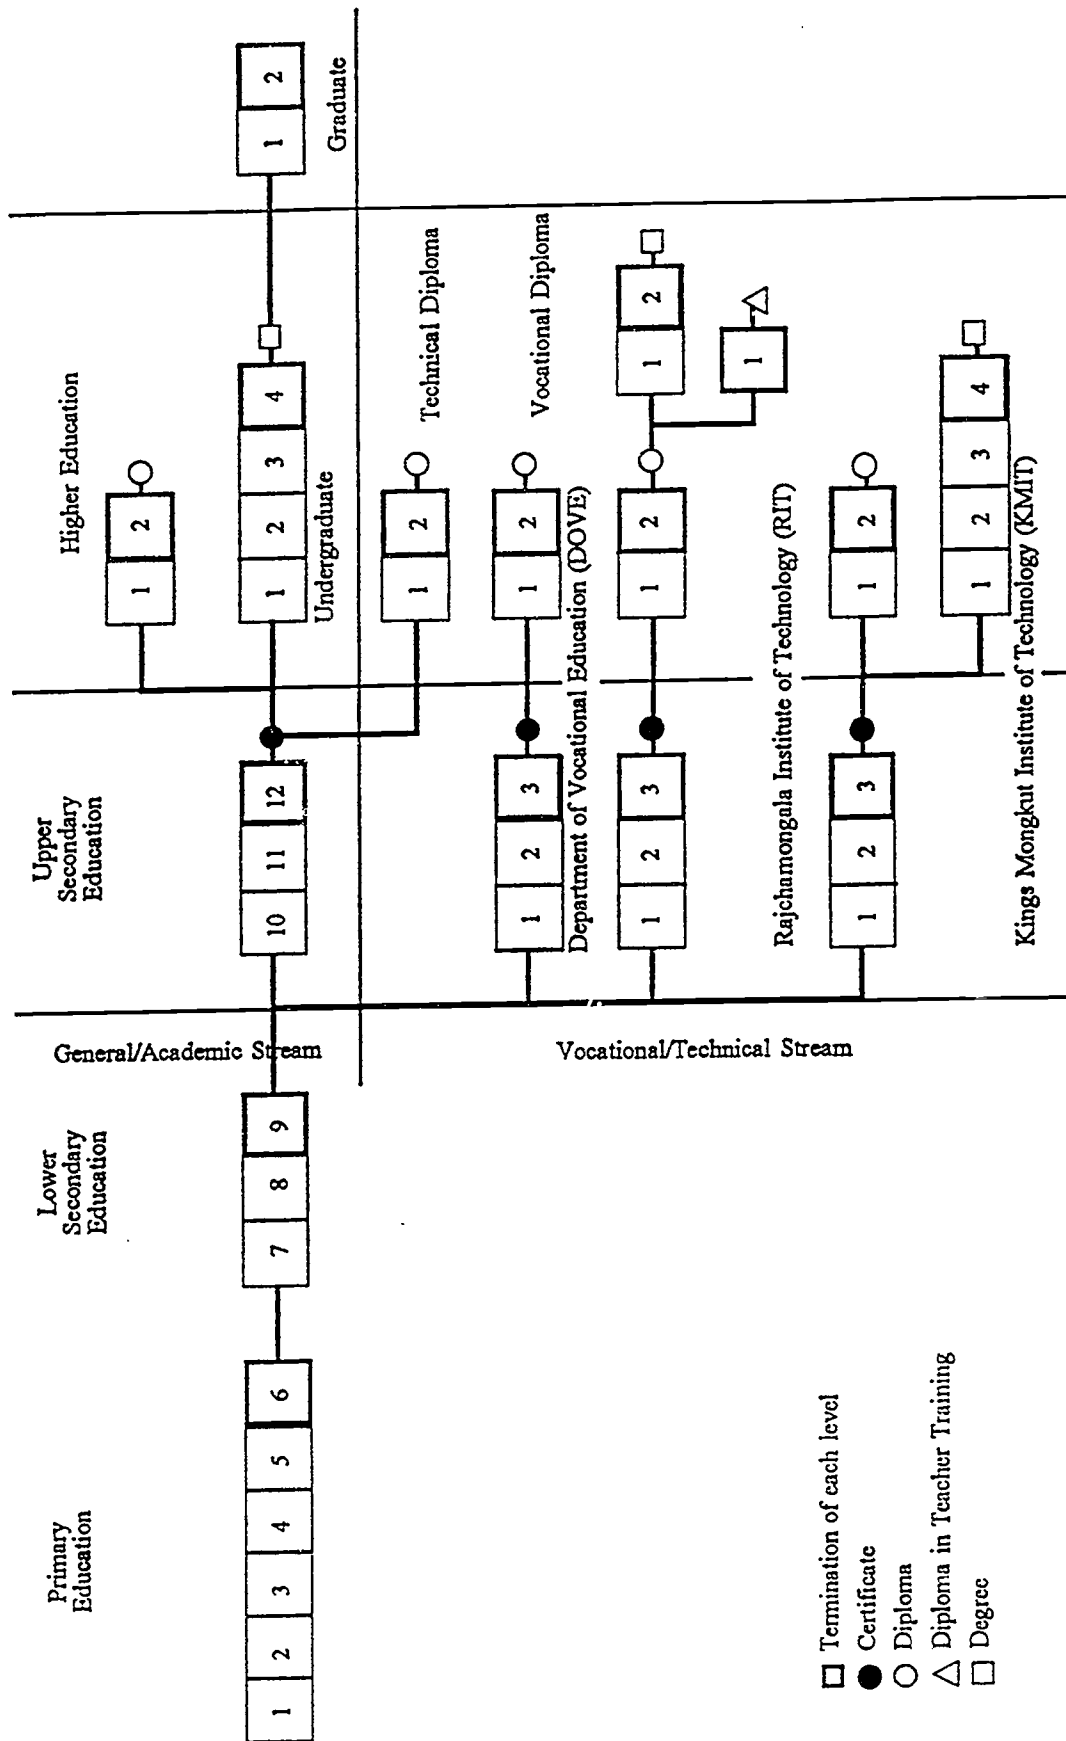 Primary
Education
Lower
Secondary
Education
Upper
Secondary
Education
Higher Education
1 2
1 2 3 4 5 6
7 8 9
10 11 12
1 2 3 4
1 2
Undergraduate
Graduate
General/Academic Stream
Vocational/Technical Stream
1 2
Technical Diploma
1 2 3
1 2
Vocational Diploma
Department of Vocational Education (DOVE)
1 2 3
1 2
1 2
1
Rajchamongala Institute of Technology (RIT)
1 2 3
1 2
1 2 3 4
Kings Mongkut Institute of Technology (KMIT)
Termination of each level
Certificate
Diploma
Diploma in Teacher Training
Degree